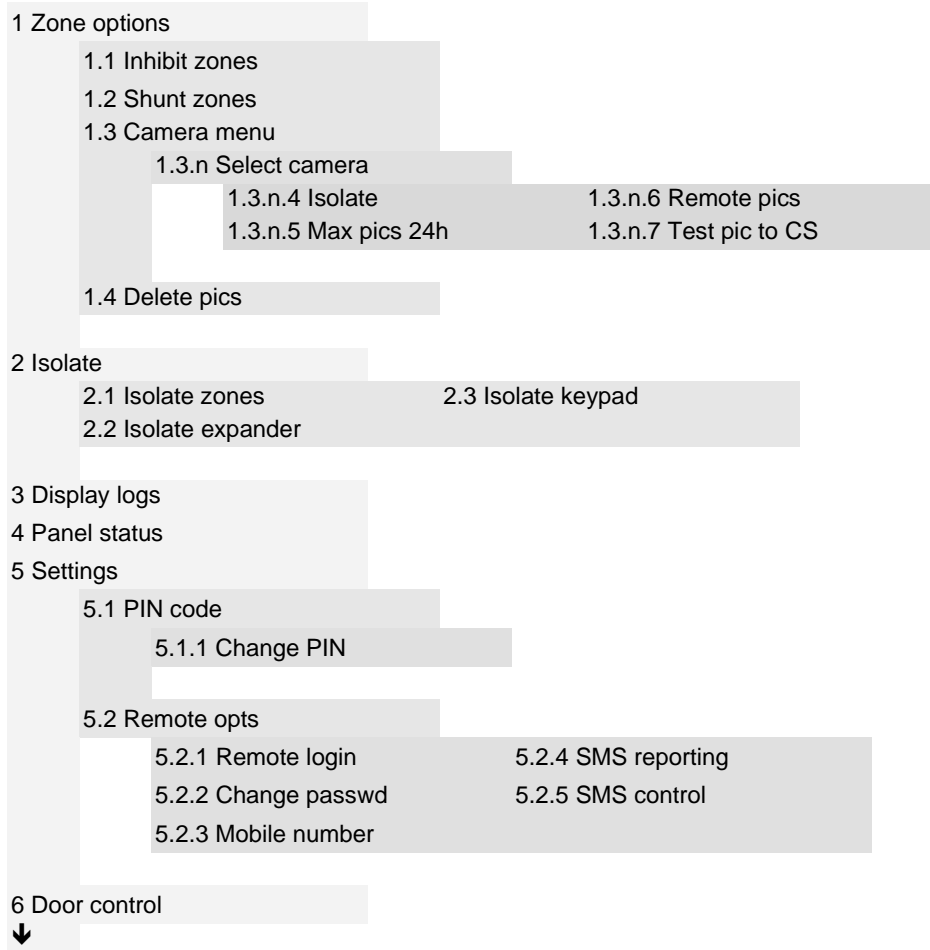 1 Zone options
1.1 Inhibit zones
1.2 Shunt zones
1.3 Camera menu
1.3.n Select camera
1.3.n.4 Isolate 1.3.n.6 Remote pics
1.3.n.5 Max pics 24h 1.3.n.7 Test pic to CS
1.4 Delete pics
2 Isolate
2.1 Isolate zones 2.3 Isolate keypad
2.2 Isolate expander
3 Display logs
4 Panel status
5 Settings
5.1 PIN code
5.1.1 Change PIN
5.2 Remote opts
5.2.1 Remote login 5.2.4 SMS reporting
5.2.2 Change passwd 5.2.5 SMS control
5.2.3 Mobile number
6 Door control